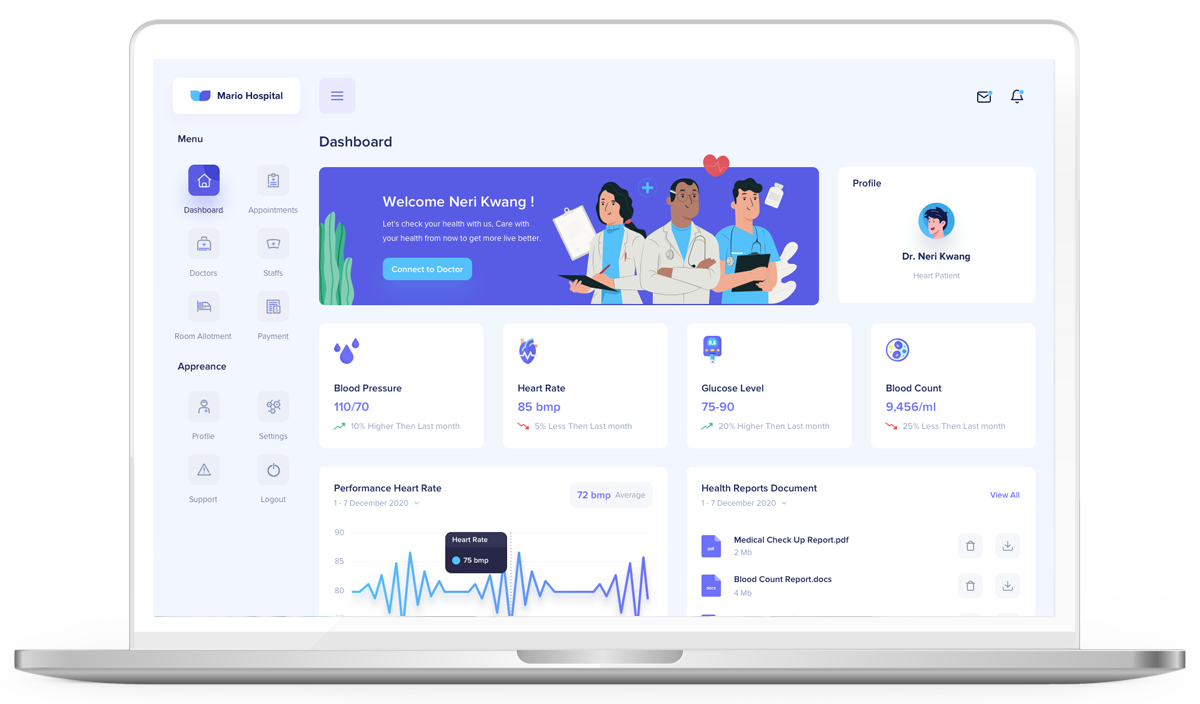 Mario Hospital
Menu
Dashboard
Appointments
Doctors
Staffs
Room Allotment
Payment
Appreance
Profile
Settings
Support
Logout
Dashboard
Welcome Neri Kwang !
Let's check your health with us, Care with
your health from now to get more live better.
Connect to Doctor
Profile
Dr. Neri Kwang
Heart Patient
Blood Pressure
110/70
10% Higher Then Last month
Heart Rate
85 bmp
5% Less Then Last month
Glucose Level
75-90
20% Higher Then Last month
Blood Count
9,456/ml
25% Less Then Last month
Performance Heart Rate
1 - 7 December 2020
72 bmp Average
90
85
80
Heart Rate
75 bmp
Health Reports Document
1 - 7 December 2020
View All
pdf
Medical Check Up Report.pdf
2 Mb
docs
Blood Count Report.docs
4 Mb